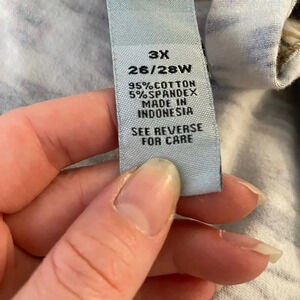 3X
26/28W
95%COTTON
5%SPANDEX
MADE IN
INDONESIA
SEE REVERSE
FOR CARE